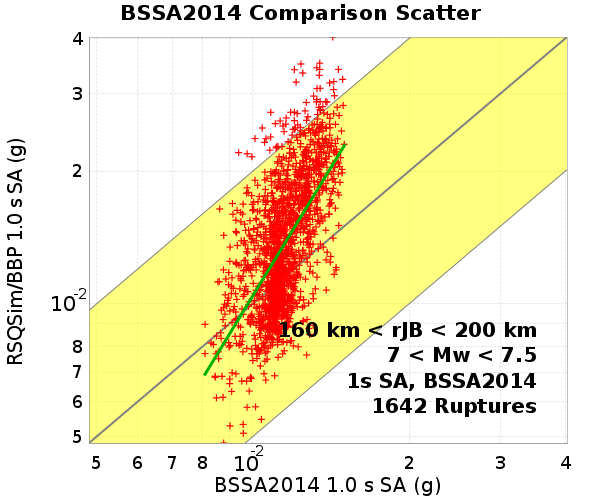 BSSA2014 Comparison Scatter
RSQSim/BBP 1.0 s SA (g)
4
3
2
10⁻²
8
7
6
5
160 km < rJB < 200 km
7 < Mw < 7.5
1s SA, BSSA2014
1642 Ruptures
5 6 7 8 10⁻² 2 3 4
BSSA2014 1.0 s SA (g)